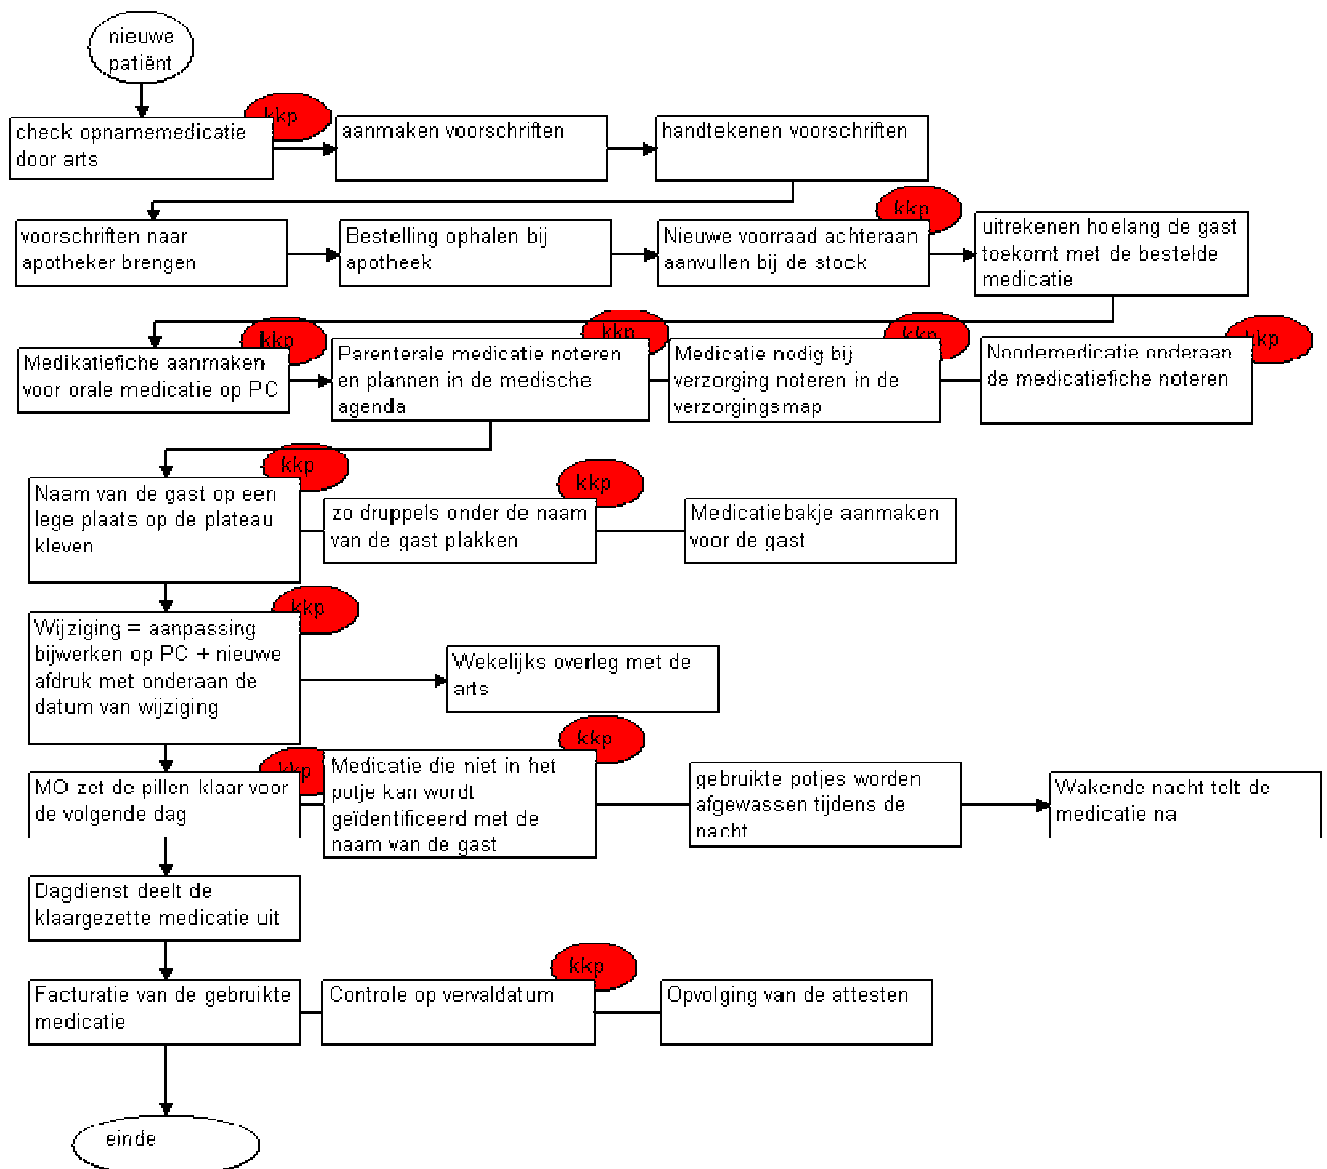 nieuwe
patiënt
kkp
check opnamemedicatie
door arts
aanmaken voorschriften
handtekenen voorschriften
kkp
voorschriften naar
apotheker brengen
Bestelling ophalen bij
apotheek
Nieuwe voorraad achteraan
aanvullen bij de stock
uitrekenen hoelang de gast
toekomt met de bestelde
medicatie
kkp
kkp
kkp
kkp
Medikatiefiche aanmaken
voor orale medicatie op PC
Parenterale medicatie noteren
en plannen in de medische
agenda
Medicatie nodig bij
verzorging noteren in de
verzorgingsmap
Noodemedicatie onderaan
de medicatiefiche noteren
kkp
kkp
Naam van de gast op een
lege plaats op de plateau
kleven
zo druppels onder de naam
van de gast plakken
Medicatiebakje aanmaken
voor de gast
kkp
Wijziging = aanpassing
bijwerken op PC + nieuwe
afdruk met onderaan de
datum van wijziging
Wekelijks overleg met de
arts
kkp
kkp
MO zet de pillen klaar voor
de volgende dag
Medicatie die niet in het
potje kan wordt
geïdentificeerd met de
naam van de gast
gebruikte potjes worden
afgewassen tijdens de
nacht
Wakende nacht telt de
medicatie na
Dagdienst deelt de
klaargezette medicatie uit
kkp
Facturatie van de gebruikte
medicatie
Controle op vervaldatum
Opvolging van de attesten
einde